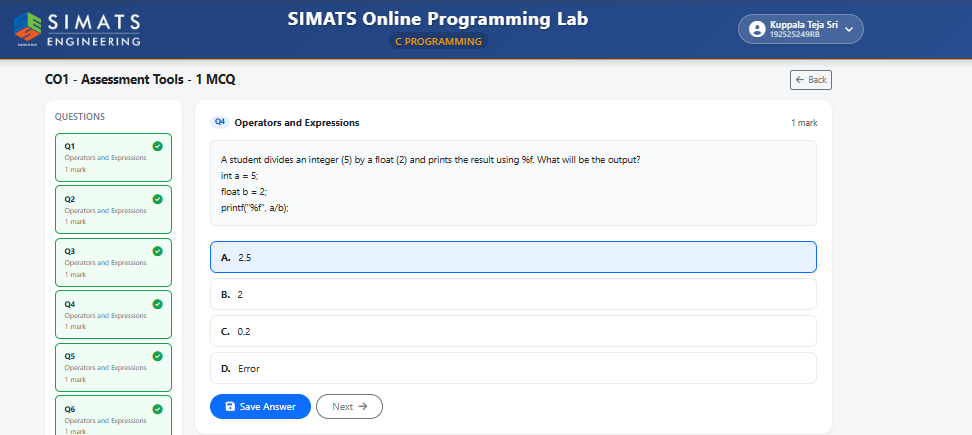 SIMATS
ENGINEERING
SIMATS Online Programming Lab
C PROGRAMMING
Kuppala Teja Sri
192525249RB
CO1 - Assessment Tools - 1 MCQ
← Back
QUESTIONS
Q1
Operators and Expressions
1 mark
Q2
Operators and Expressions
1 mark
Q3
Operators and Expressions
1 mark
Q4
Operators and Expressions
1 mark
Q5
Operators and Expressions
1 mark
Q6
Operators and Expressions
1 mark
Q4 Operators and Expressions
1 mark
A student divides an integer (5) by a float (2) and prints the result using %f. What will be the output?
int a = 5;
float b = 2;
printf("%f", a/b);
A. 2.5
B. 2
C. 0.2
D. Error
Save Answer
Next →